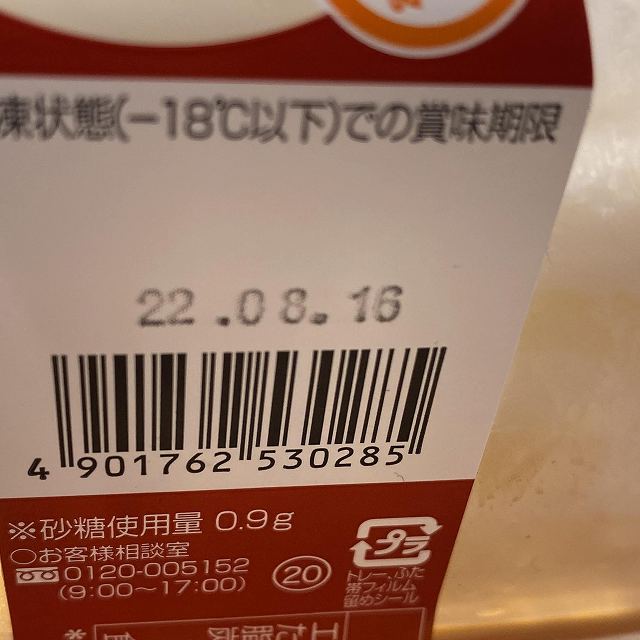 凍状態(-18℃以下)での賞味期限
22.08.16
4 901762 530285
※砂糖使用量 0.9g
○お客様相談室
0120-005152
(9:00〜17:00)
20
プラ
トレー、ふた
帯フィルム
留めシール